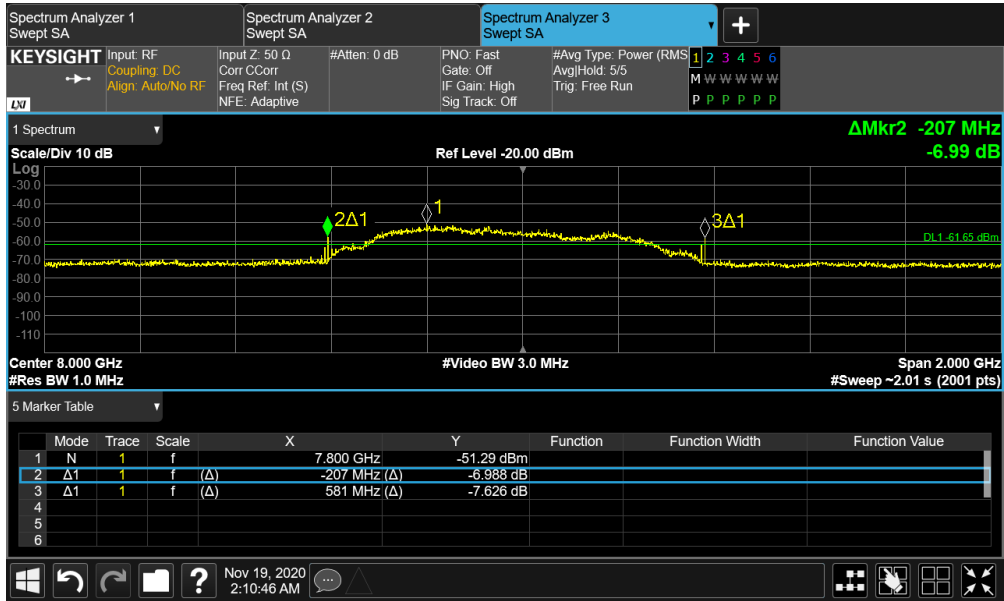 Spectrum Analyzer 1
Swept SA
Spectrum Analyzer 2
Swept SA
Spectrum Analyzer 3
Swept SA
▼
+
KEYSIGHT
LXI
Input: RF
Coupling: DC
Align: Auto/No RF
Input Z: 50 Ω
Corr CCorr
Freq Ref: Int (S)
NFE: Adaptive
#Atten: 0 dB
PNO: Fast
Gate: Off
IF Gain: High
Sig Track: Off
#Avg Type: Power (RMS
Avg|Hold: 5/5
Trig: Free Run
1 2 3 4 5 6
M W W W W W
P P P P P P
1 Spectrum ▼
ΔMkr2 -207 MHz
-6.99 dB
Scale/Div 10 dB
Ref Level -20.00 dBm
Log
-30.0
-40.0
-50.0
-60.0
-70.0
-80.0
-90.0
-100
-110
2Δ1
1
3Δ1
DL1 -61.65 dBm
Center 8.000 GHz
#Video BW 3.0 MHz
Span 2.000 GHz
#Res BW 1.0 MHz
#Sweep ~2.01 s (2001 pts)
5 Marker Table ▼
Mode Trace Scale X Y Function Function Width Function Value
1 N 1 f 7.800 GHz -51.29 dBm
2 Δ1 1 f (Δ) -207 MHz (Δ) -6.988 dB
3 Δ1 1 f (Δ) 581 MHz (Δ) -7.626 dB
4
5
6
?
Nov 19, 2020
2:10:46 AM